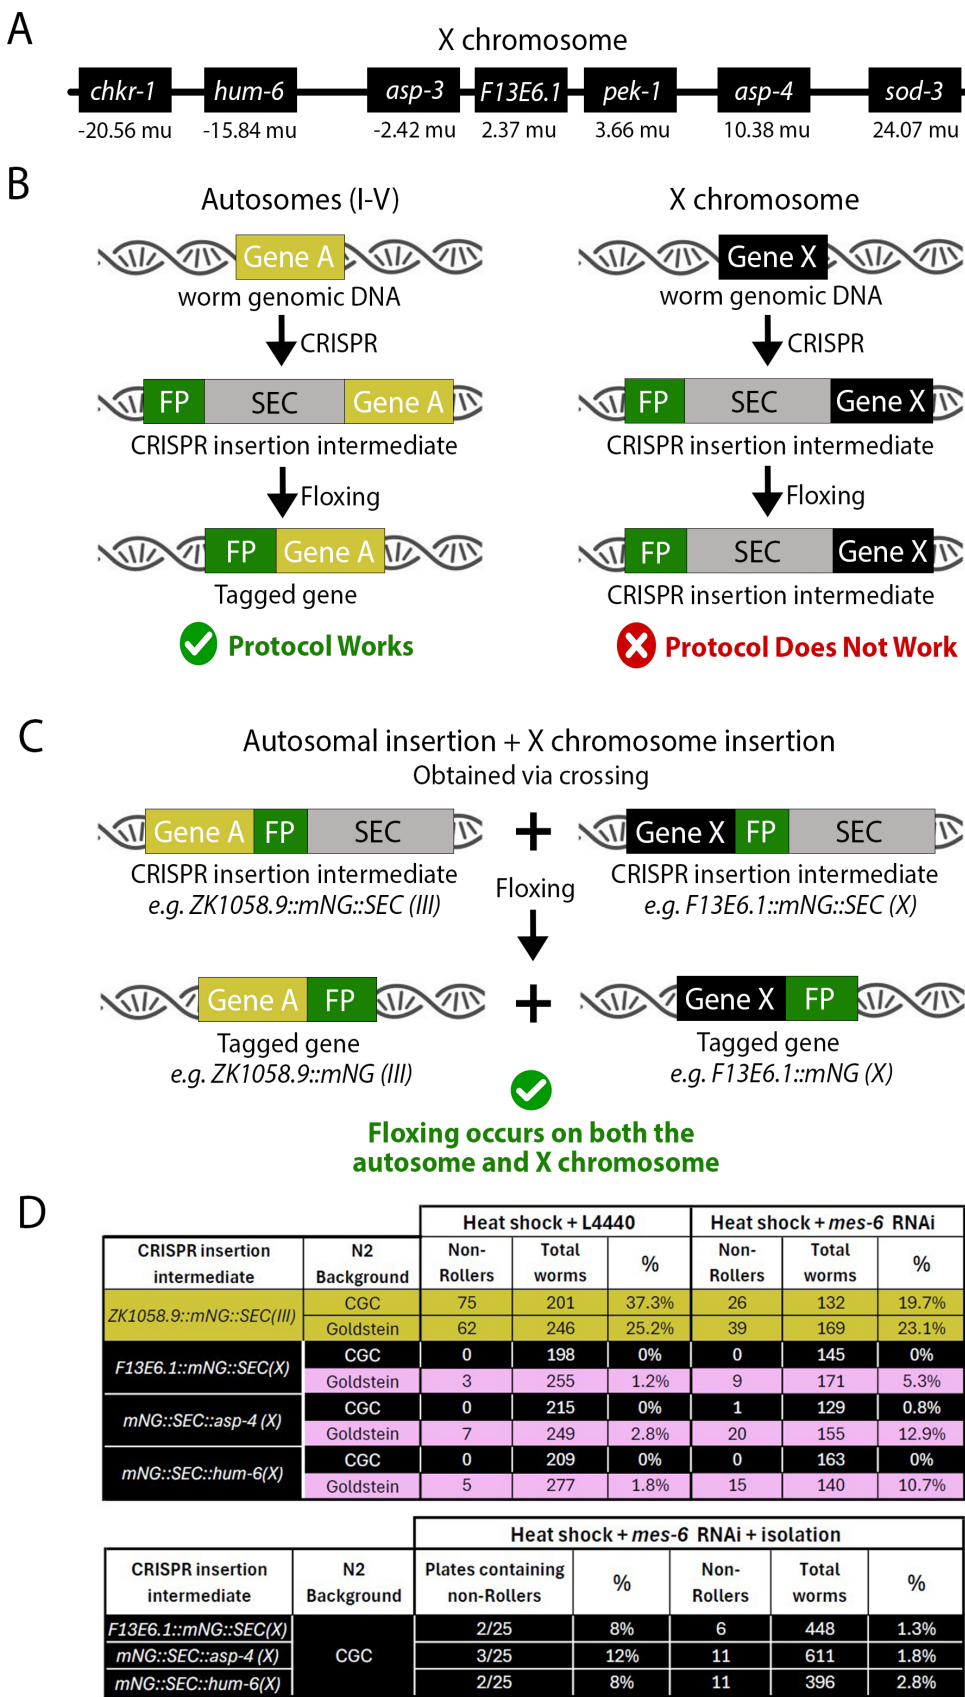 A
X chromosome
chkr-1 hum-6 asp-3 F13E6.1 pek-1 asp-4 sod-3
-20.56 mu -15.84 mu -2.42 mu 2.37 mu 3.66 mu 10.38 mu 24.07 mu
B
Autosomes (I-V)
Gene A
worm genomic DNA
CRISPR
FP SEC Gene A
CRISPR insertion intermediate
Floxing
FP Gene A
Tagged gene
Protocol Works
X chromosome
Gene X
worm genomic DNA
CRISPR
FP SEC Gene X
CRISPR insertion intermediate
Floxing
FP SEC Gene X
CRISPR insertion intermediate
Protocol Does Not Work
C
Autosomal insertion + X chromosome insertion
Obtained via crossing
Gene A FP SEC + Gene X FP SEC
CRISPR insertion intermediate CRISPR insertion intermediate
e.g. ZK1058.9::mNG::SEC (III) e.g. F13E6.1::mNG::SEC (X)
Floxing
Gene A FP + Gene X FP
Tagged gene Tagged gene
e.g. ZK1058.9::mNG (III) e.g. F13E6.1::mNG (X)
Floxing occurs on both the
autosome and X chromosome
D
Heat shock + L4440 Heat shock + mes-6 RNAi
CRISPR insertion intermediate N2 Background Non-Rollers Total worms % Non-Rollers Total worms %
ZK1058.9::mNG::SEC(III) CGC 75 201 37.3% 26 132 19.7%
Goldstein 62 246 25.2% 39 169 23.1%
F13E6.1::mNG::SEC(X) CGC 0 198 0% 0 145 0%
Goldstein 3 255 1.2% 9 171 5.3%
mNG::SEC::asp-4 (X) CGC 0 215 0% 1 129 0.8%
Goldstein 7 249 2.8% 20 155 12.9%
mNG::SEC::hum-6(X) CGC 0 209 0% 0 163 0%
Goldstein 5 277 1.8% 15 140 10.7%
Heat shock + mes-6 RNAi + isolation
CRISPR insertion intermediate N2 Background Plates containing non-Rollers % Non-Rollers Total worms %
F13E6.1::mNG::SEC(X) 2/25 8% 6 448 1.3%
mNG::SEC::asp-4 (X) CGC 3/25 12% 11 611 1.8%
mNG::SEC::hum-6(X) 2/25 8% 11 396 2.8%